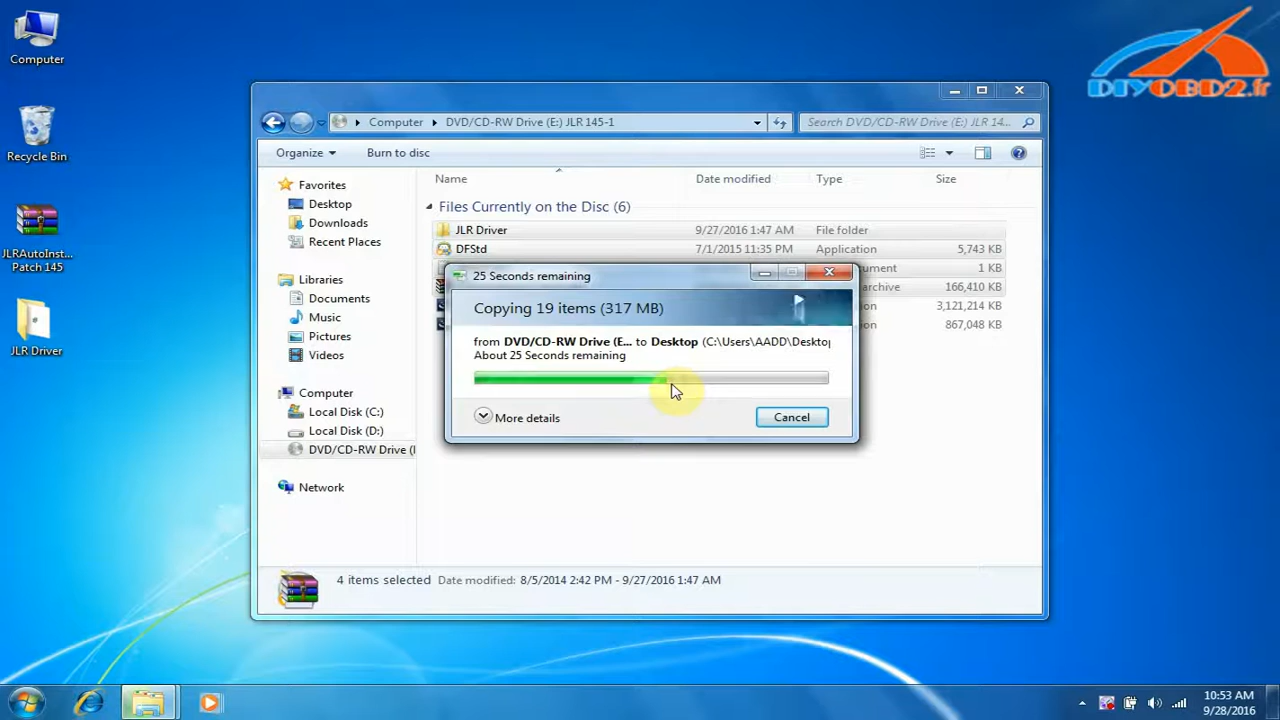 Computer
Recycle Bin
JLRAutoInst...
Patch 145
JLR Driver
DIYOBD2.fr
Computer
DVD/CD-RW Drive (E:) JLR 145-1
Search DVD/CD-RW Drive (E:) JLR 14...
Organize
Burn to disc
Favorites
Desktop
Downloads
Recent Places
Libraries
Documents
Music
Pictures
Videos
Computer
Local Disk (C:)
Local Disk (D:)
DVD/CD-RW Drive (
Network
Name
Date modified
Type
Size
Files Currently on the Disc (6)
JLR Driver
9/27/2016 1:47 AM
File folder
DFStd
7/1/2015 11:35 PM
Application
5,743 KB
1 KB
archive
166,410 KB
3,121,214 KB
867,048 KB
25 Seconds remaining
Copying 19 items (317 MB)
from DVD/CD-RW Drive (E... to Desktop (C:\Users\AADD\Desktop
About 25 Seconds remaining
More details
Cancel
4 items selected
Date modified: 8/5/2014 2:42 PM - 9/27/2016 1:47 AM
10:53 AM
9/28/2016